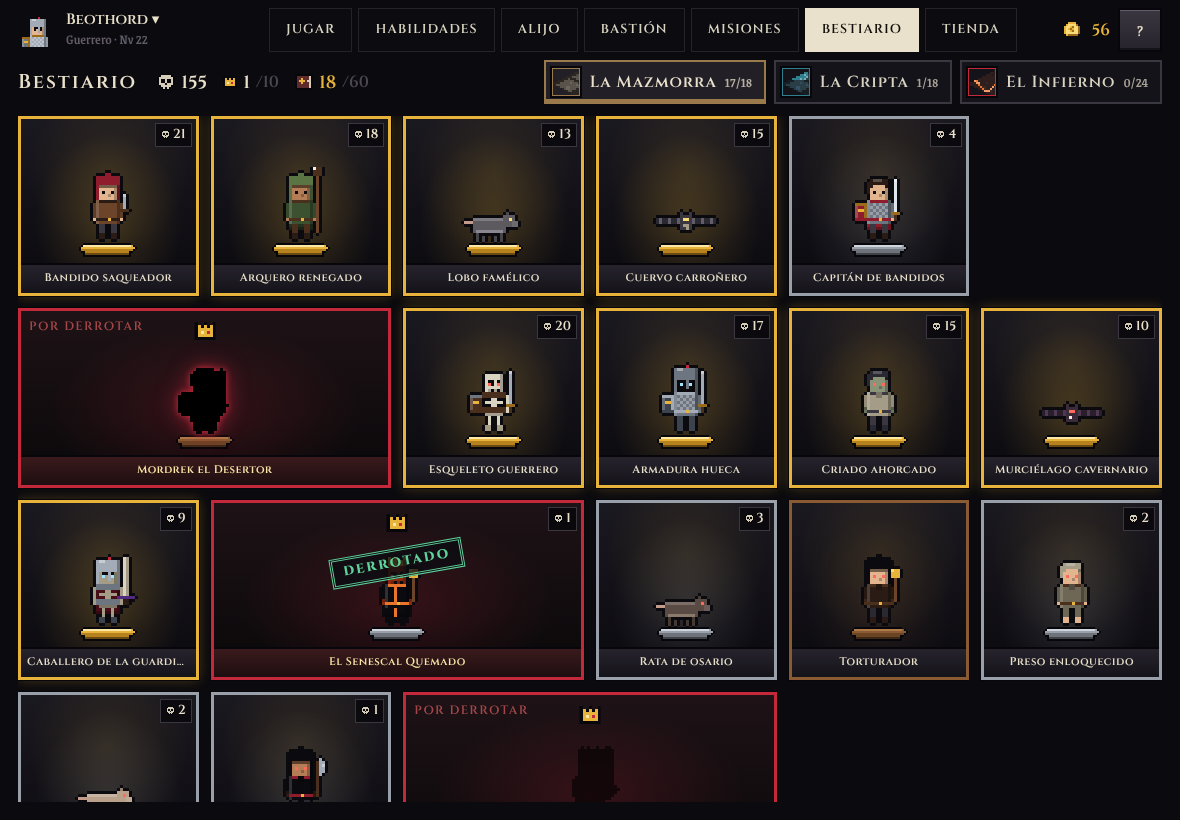 BEOTHORD ▾
Guerrero · Nv 22
JUGAR
HABILIDADES
ALIJO
BASTIÓN
MISIONES
BESTIARIO
TIENDA
56
?
BESTIARIO
155
1 /10
18 /60
LA MAZMORRA 17/18
LA CRIPTA 1/18
EL INFIERNO 0/24
21
18
13
15
4
BANDIDO SAQUEADOR
ARQUERO RENEGADO
LOBO FAMÉLICO
CUERVO CARROÑERO
CAPITÁN DE BANDIDOS
POR DERROTAR
20
17
15
10
MORDREK EL DESERTOR
ESQUELETO GUERRERO
ARMADURA HUECA
CRIADO AHORCADO
MURCIÉLAGO CAVERNARIO
9
1
3
2
DERROTADO
CABALLERO DE LA GUARDI...
EL SENESCAL QUEMADO
RATA DE OSARIO
TORTURADOR
PRESO ENLOQUECIDO
2
1
POR DERROTAR